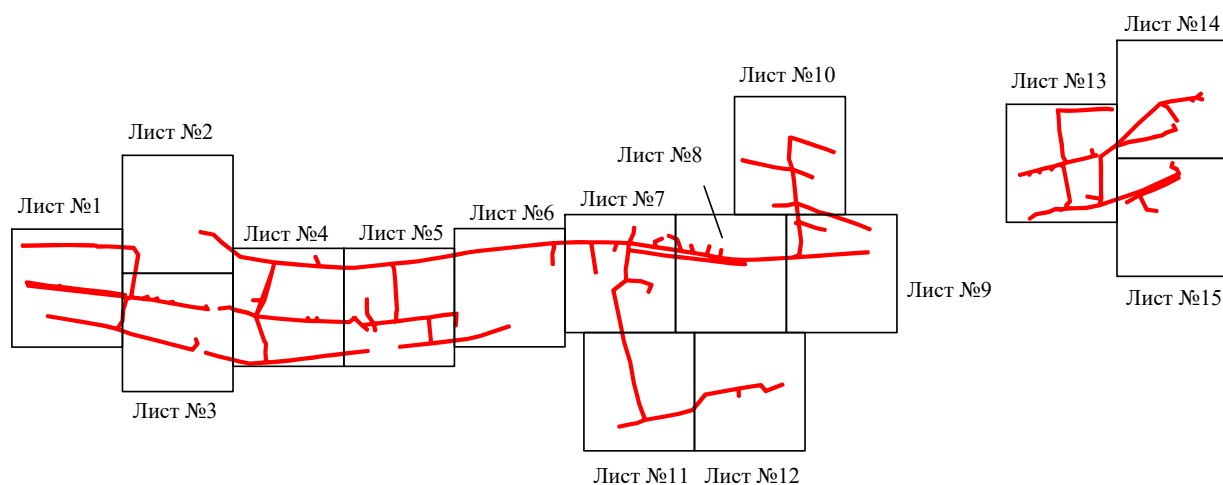 Лист №14
Лист №10
Лист №13
Лист №2
Лист №8
Лист №1
Лист №6
Лист №7
Лист №4
Лист №5
Лист №9
Лист №15
Лист №3
Лист №11
Лист №12